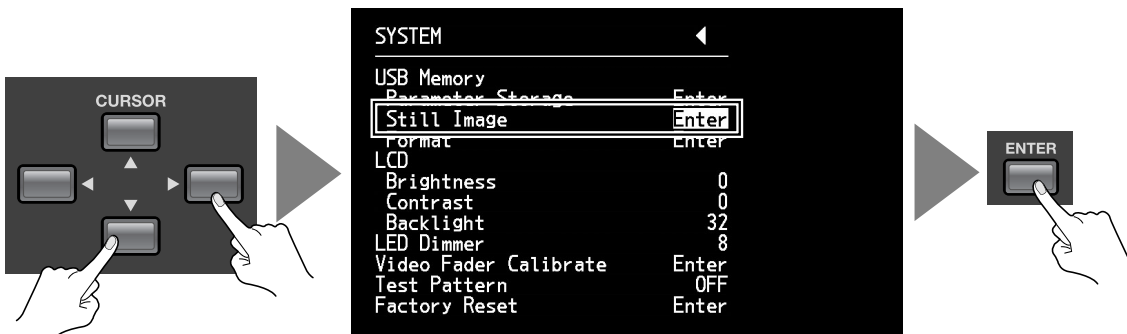 CURSOR
SYSTEM
USB Memory
Parameter Storage Enter
Still Image Enter
Format Enter
LCD
Brightness 0
Contrast 0
Backlight 32
LED Dimmer 8
Video Fader Calibrate Enter
Test Pattern OFF
Factory Reset Enter
ENTER